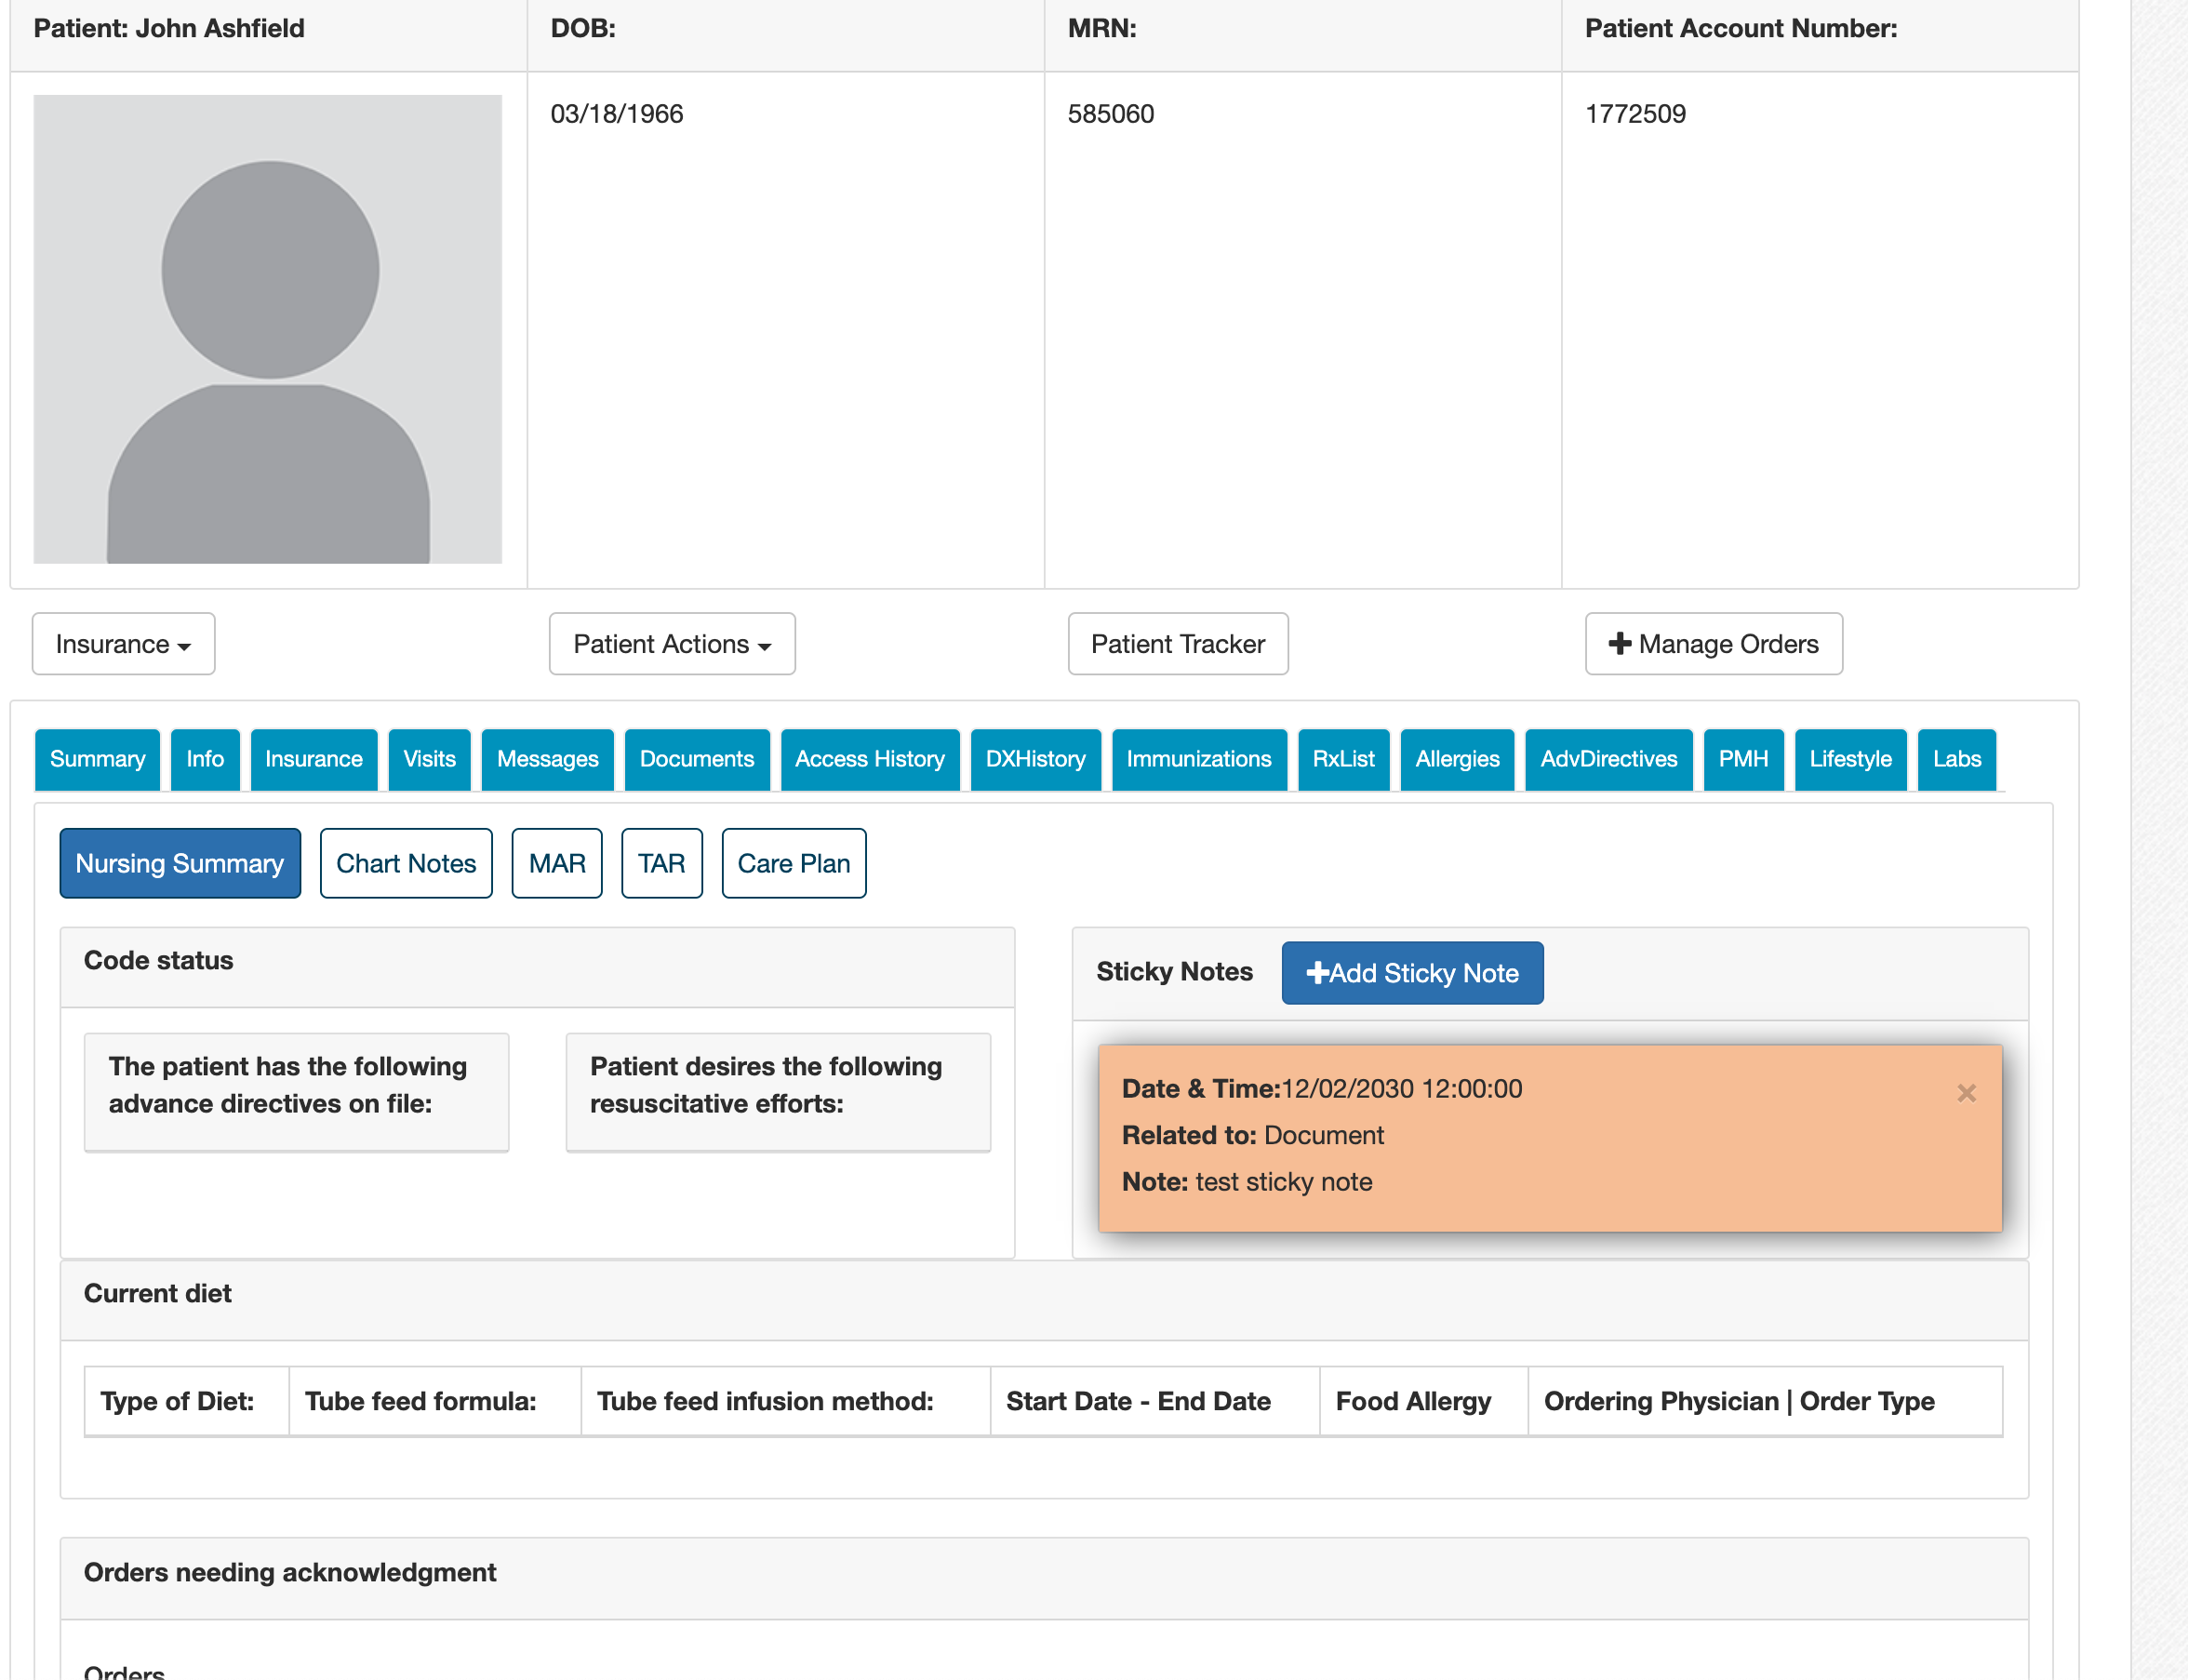 Patient: John Ashfield
DOB:
MRN:
Patient Account Number:
03/18/1966
585060
1772509
Insurance
Patient Actions
Patient Tracker
Manage Orders
Summary
Info
Insurance
Visits
Messages
Documents
Access History
DXHistory
Immunizations
RxList
Allergies
AdvDirectives
PMH
Lifestyle
Labs
Nursing Summary
Chart Notes
MAR
TAR
Care Plan
Code status
The patient has the following
advance directives on file:
Patient desires the following
resuscitative efforts:
Sticky Notes
+Add Sticky Note
Date & Time:12/02/2030 12:00:00
×
Related to: Document
Note: test sticky note
Current diet
Type of Diet:
Tube feed formula:
Tube feed infusion method:
Start Date - End Date
Food Allergy
Ordering Physician | Order Type
Orders needing acknowledgment
Orders